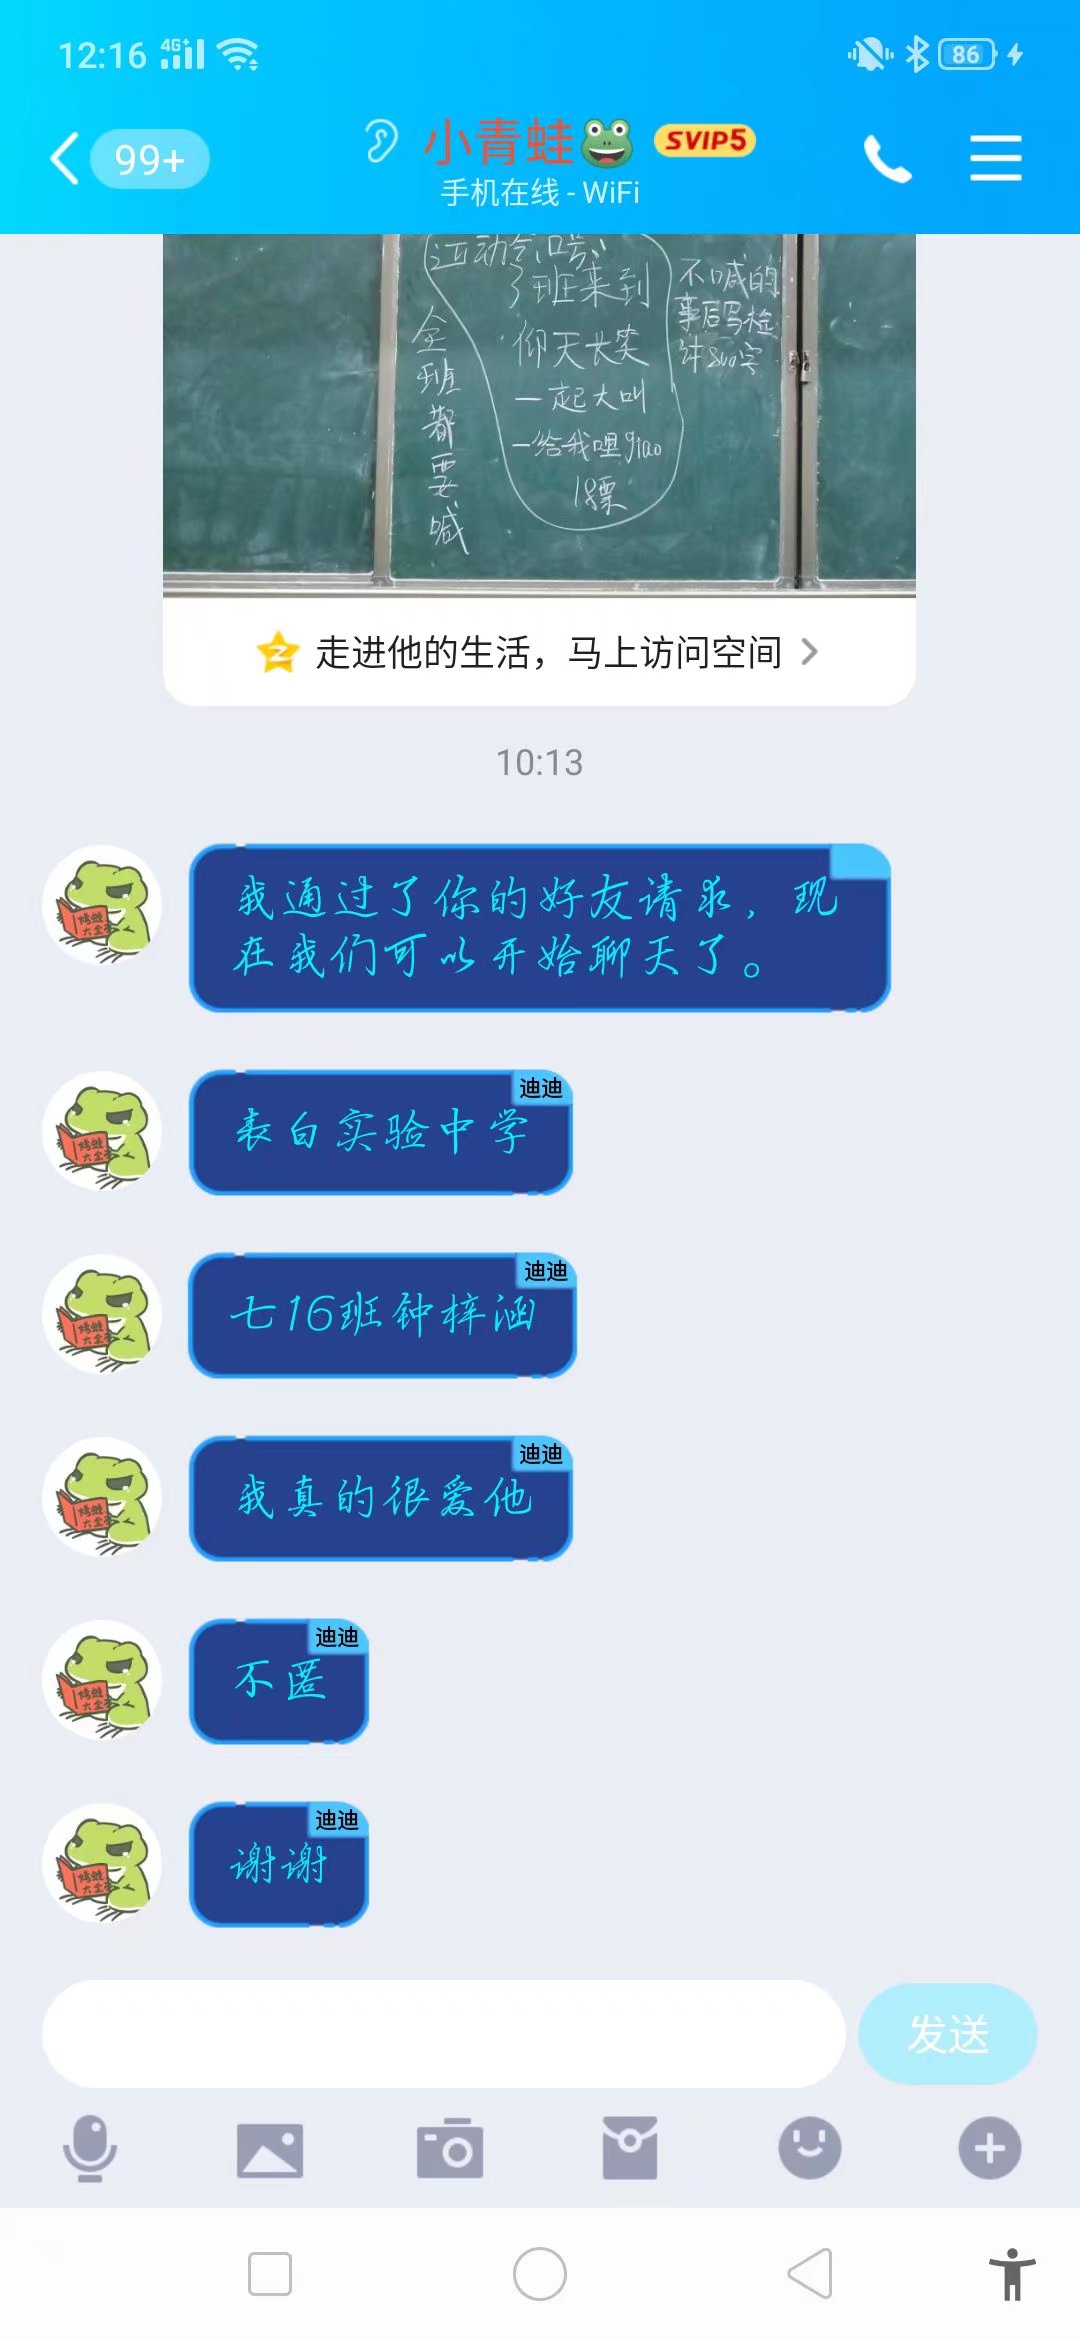 12:16 4G+ 86
99+ 小青蛙 SVIP5
手机在线 - WiFi
运动会口号:
3班来到
仰天长笑
一起大叫
一给我哩giao
全班都要喊
不喊的
事后写检
讨800字
走进他的生活，马上访问空间
10:13
我通过了你的好友请求，现
在我们可以开始聊天了。
迪迪
表白实验中学
迪迪
七16班钟梓涵
迪迪
我真的很爱他
迪迪
不匿
迪迪
谢谢
发送